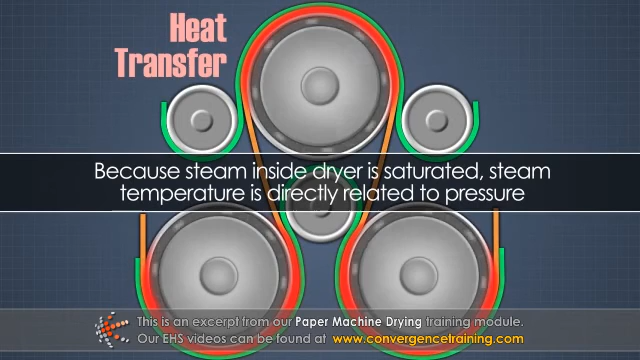 Heat
Transfer
Because steam inside dryer is saturated, steam
temperature is directly related to pressure
This is an excerpt from our Paper Machine Drying training module.
Our EHS videos can be found at www.convergencetraining.com